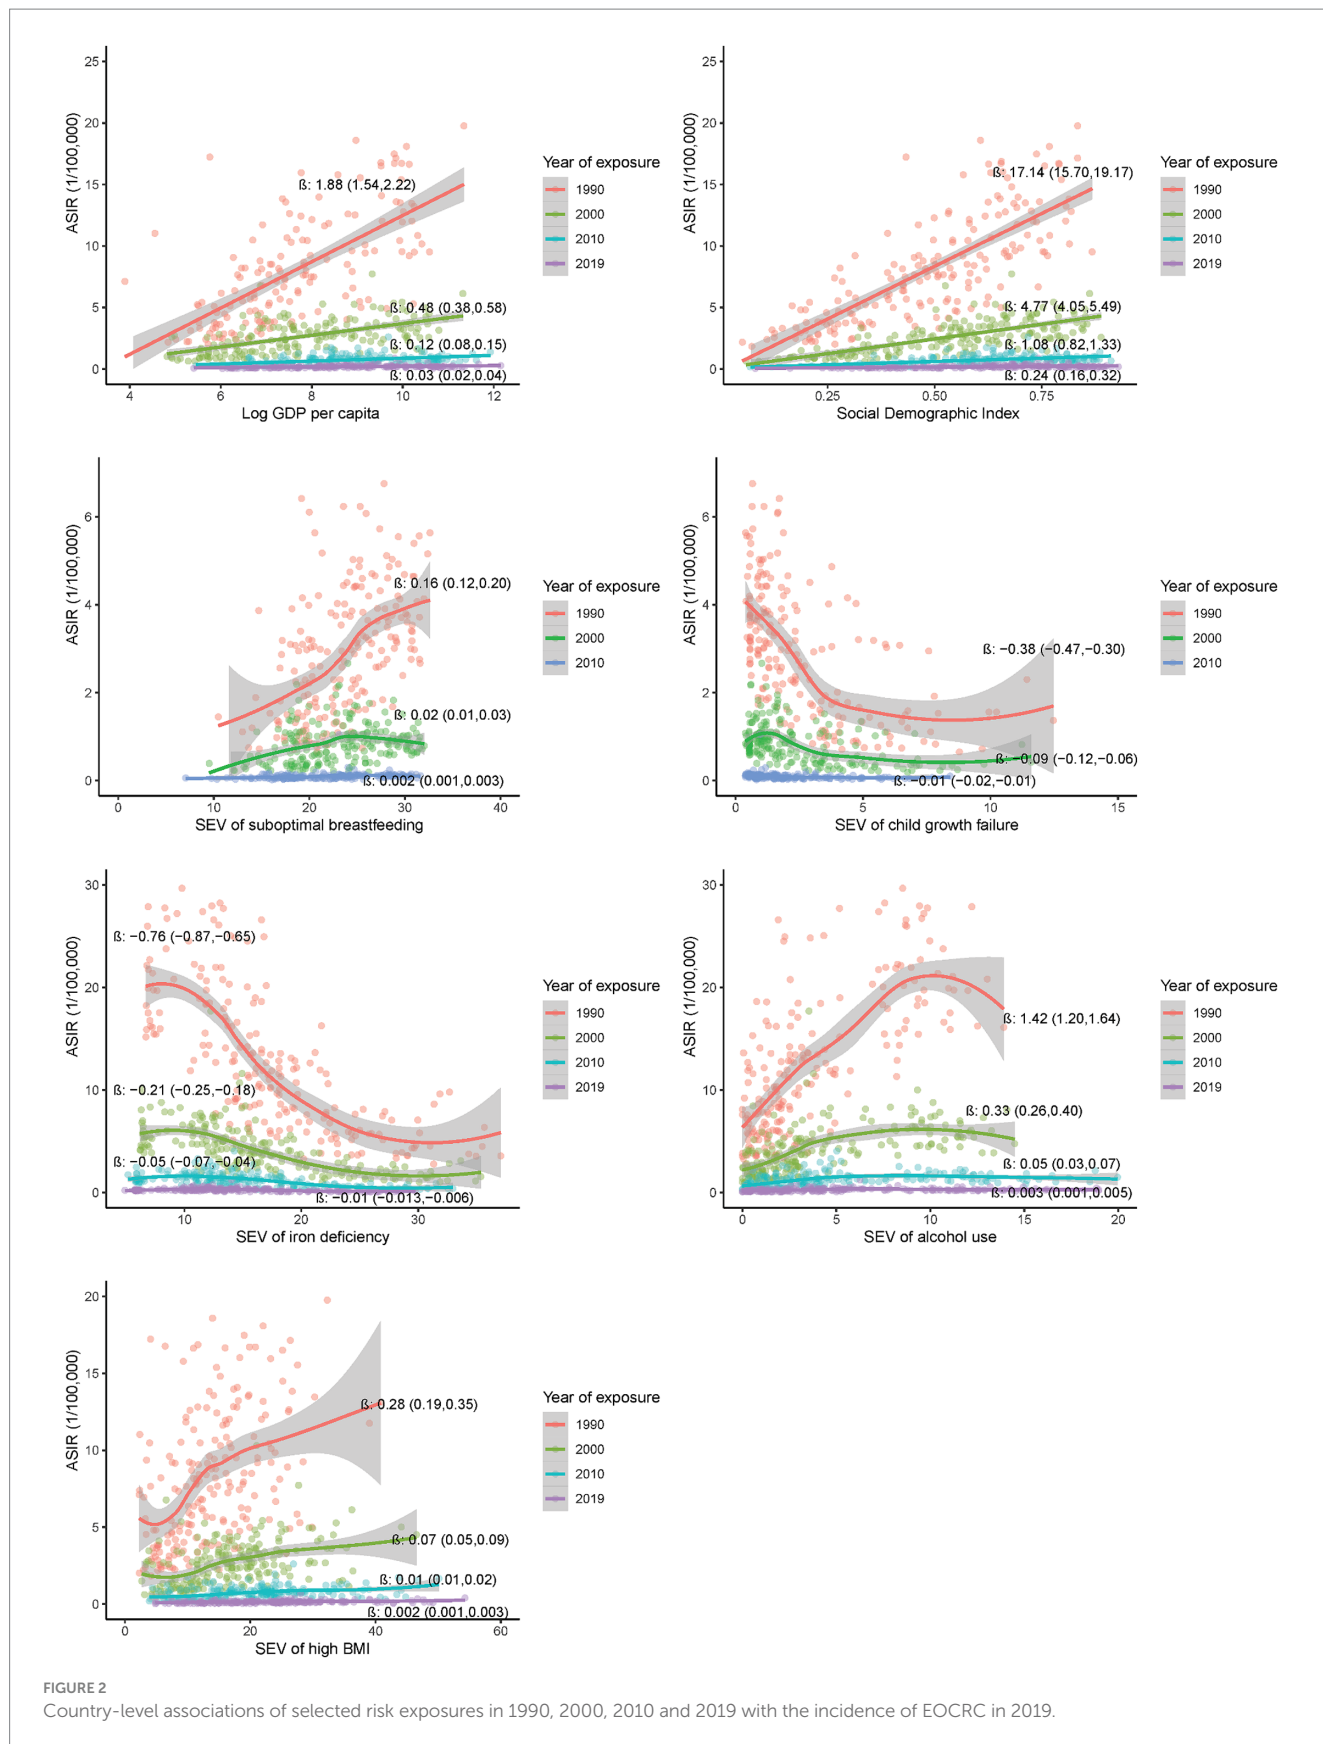 25
20
15
10
5
0
ASIR (1/100,000)
ß: 1.88 (1.54,2.22)
ß: 0.48 (0.38,0.58)
ß: 0.12 (0.08,0.15)
ß: 0.03 (0.02,0.04)
4 6 8 10 12
Log GDP per capita
Year of exposure
1990
2000
2010
2019
25
20
15
10
5
0
ASIR (1/100,000)
ß: 17.14 (15.70,19.17)
ß: 4.77 (4.05,5.49)
ß: 1.08 (0.82,1.33)
ß: 0.24 (0.16,0.32)
0.25 0.50 0.75
Social Demographic Index
Year of exposure
1990
2000
2010
2019
6
4
2
0
ASIR (1/100,000)
ß: 0.16 (0.12,0.20)
ß: 0.02 (0.01,0.03)
ß: 0.002 (0.001,0.003)
0 10 20 30 40
SEV of suboptimal breastfeeding
Year of exposure
1990
2000
2010
6
4
2
0
ASIR (1/100,000)
ß: −0.38 (−0.47,−0.30)
ß: −0.09 (−0.12,−0.06)
ß: −0.01 (−0.02,−0.01)
0 5 10 15
SEV of child growth failure
Year of exposure
1990
2000
2010
30
20
10
0
ASIR (1/100,000)
ß: −0.76 (−0.87,−0.65)
ß: −0.21 (−0.25,−0.18)
ß: −0.05 (−0.07,−0.04)
ß: −0.01 (−0.013,−0.006)
10 20 30
SEV of iron deficiency
Year of exposure
1990
2000
2010
2019
30
20
10
0
ASIR (1/100,000)
ß: 1.42 (1.20,1.64)
ß: 0.33 (0.26,0.40)
ß: 0.05 (0.03,0.07)
ß: 0.003 (0.001,0.005)
0 5 10 15 20
SEV of alcohol use
Year of exposure
1990
2000
2010
2019
20
15
10
5
0
ASIR (1/100,000)
ß: 0.28 (0.19,0.35)
ß: 0.07 (0.05,0.09)
ß: 0.01 (0.01,0.02)
ß: 0.002 (0.001,0.003)
0 20 40 60
SEV of high BMI
Year of exposure
1990
2000
2010
2019
FIGURE 2
Country-level associations of selected risk exposures in 1990, 2000, 2010 and 2019 with the incidence of EOCRC in 2019.